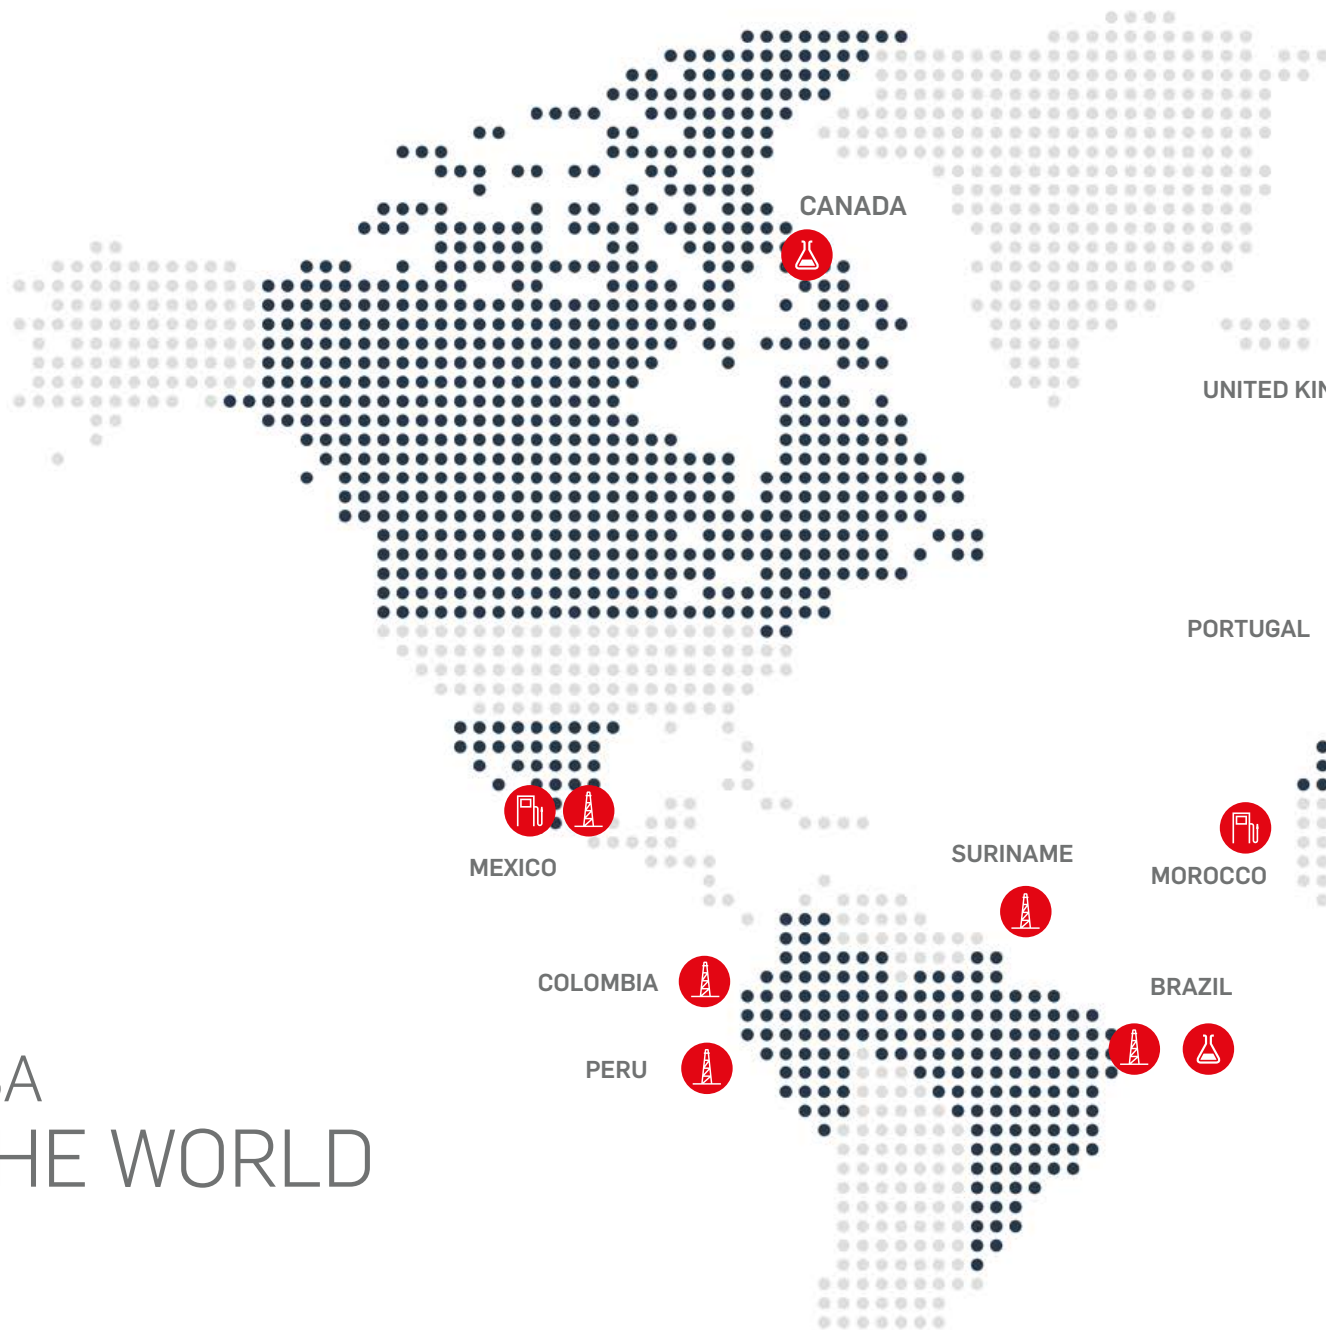 CANADA
UNITED KIN
PORTUGAL
SURINAME
MEXICO
MOROCCO
COLOMBIA
BRAZIL
PERU
HE WORLD